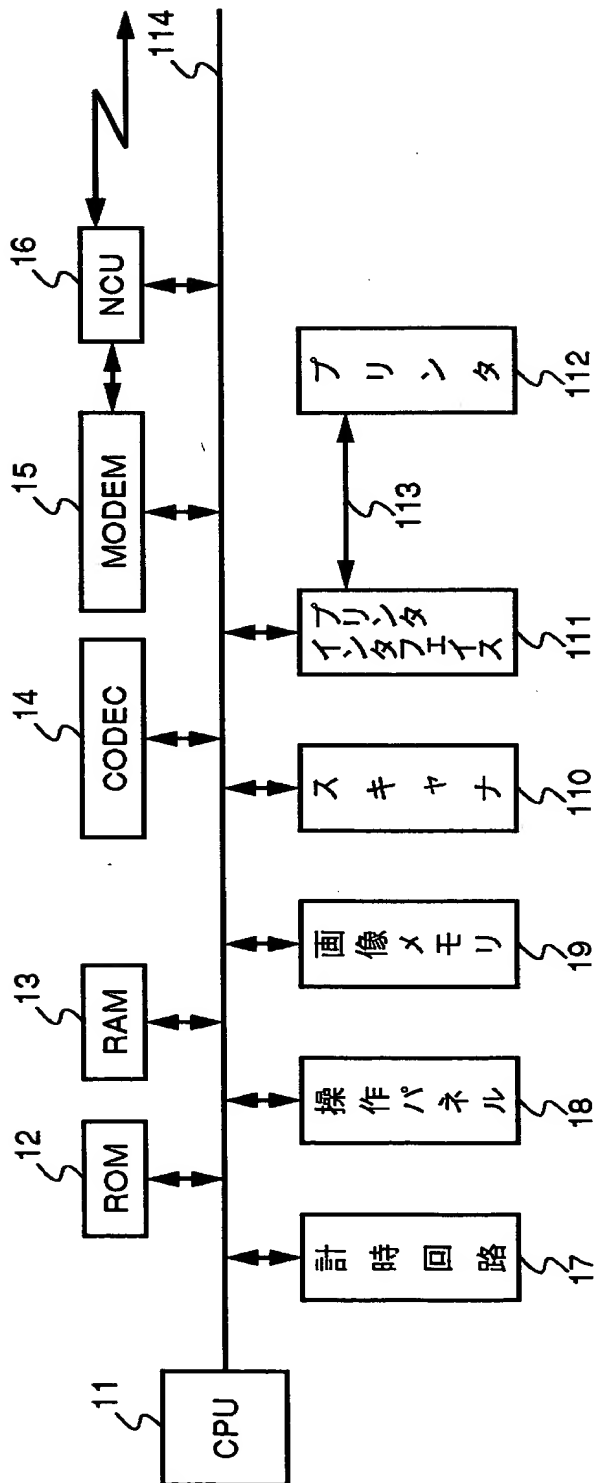 11
CPU
12
ROM
13
RAM
14
CODEC
15
MODEM
16
NCU
114
計時回路
17
操作パネル
18
画像メモリ
19
スキャナ
110
プリンタ
インタフェイス
111
113
プリンタ
112